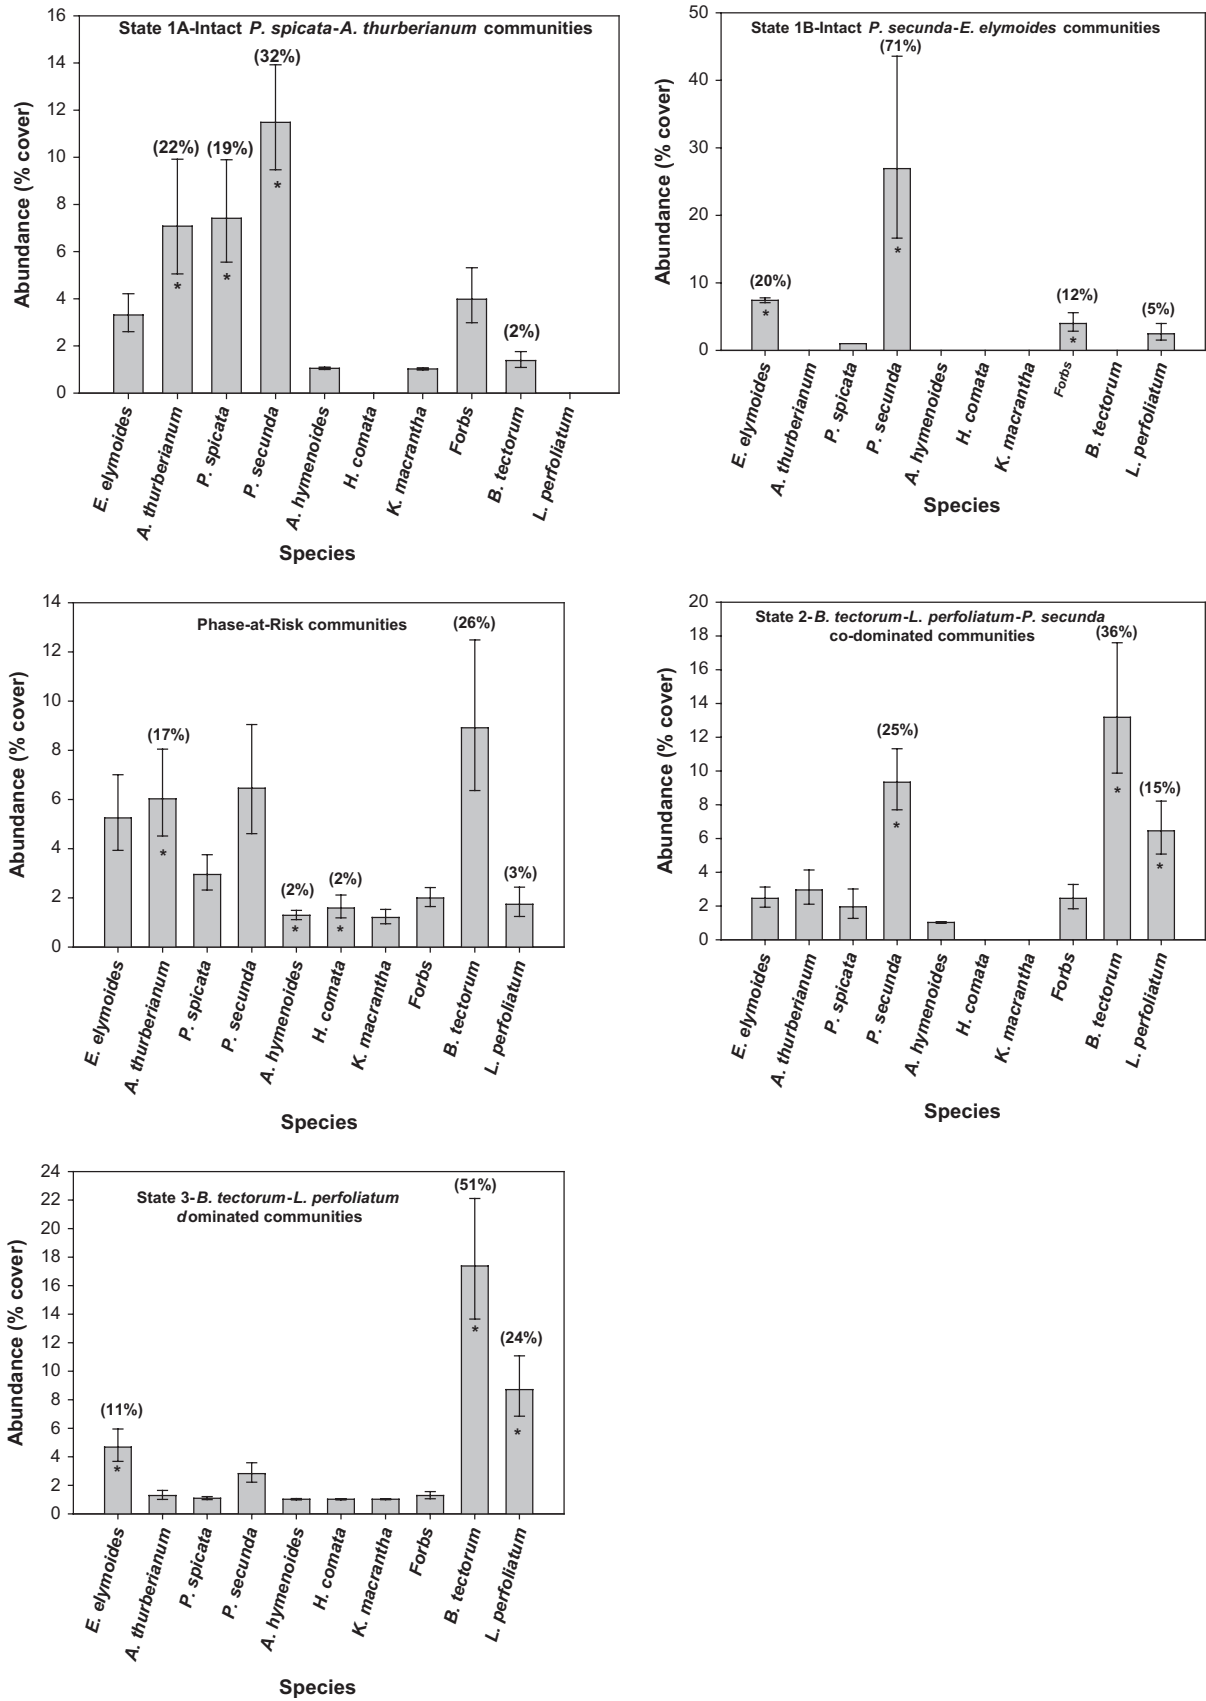 State 1A-Intact P. spicata-A. thurberianum communities
Abundance (% cover)
16
14
12
10
8
6
4
2
0
(22%)
(19%)
(32%)
(2%)
*
*
*
E. elymoides
A. thurberianum
P. spicata
P. secunda
A. hymenoides
H. comata
K. macrantha
Forbs
B. tectorum
L. perfoliatum
Species
State 1B-Intact P. secunda-E. elymoides communities
Abundance (% cover)
50
40
30
20
10
0
(20%)
(71%)
(12%)
(5%)
*
*
*
E. elymoides
A. thurberianum
P. spicata
P. secunda
A. hymenoides
H. comata
K. macrantha
Forbs
B. tectorum
L. perfoliatum
Species
Phase-at-Risk communities
Abundance (% cover)
14
12
10
8
6
4
2
0
(17%)
(2%)
(2%)
(26%)
(3%)
*
*
*
E. elymoides
A. thurberianum
P. spicata
P. secunda
A. hymenoides
H. comata
K. macrantha
Forbs
B. tectorum
L. perfoliatum
Species
State 2-B. tectorum-L. perfoliatum-P. secunda
co-dominated communities
Abundance (% cover)
20
18
16
14
12
10
8
6
4
2
0
(25%)
(36%)
(15%)
*
*
*
E. elymoides
A. thurberianum
P. spicata
P. secunda
A. hymenoides
H. comata
K. macrantha
Forbs
B. tectorum
L. perfoliatum
Species
State 3-B. tectorum-L. perfoliatum
dominated communities
Abundance (% cover)
24
22
20
18
16
14
12
10
8
6
4
2
0
(11%)
(51%)
(24%)
*
*
*
E. elymoides
A. thurberianum
P. spicata
P. secunda
A. hymenoides
H. comata
K. macrantha
Forbs
B. tectorum
L. perfoliatum
Species